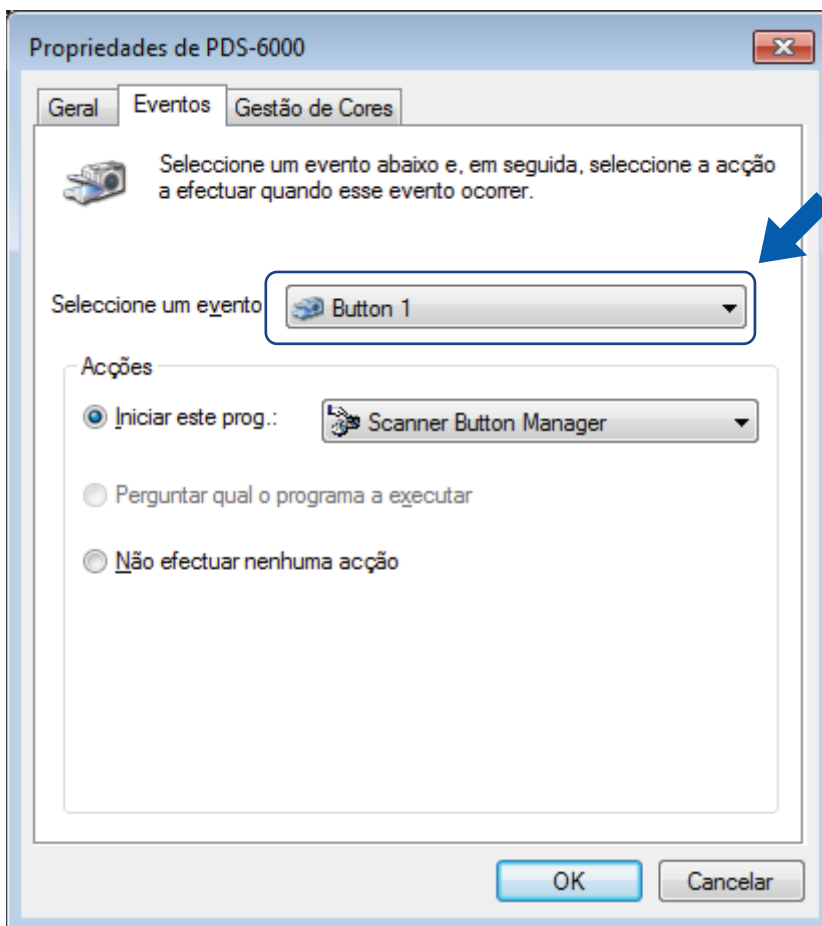 Propriedades de PDS-6000
Geral
Eventos
Gestão de Cores
Seleccione um evento abaixo e, em seguida, seleccione a acção
a efectuar quando esse evento ocorrer.
Seleccione um evento
Button 1
Acções
Iniciar este prog.:
Scanner Button Manager
Perguntar qual o programa a executar
Não efectuar nenhuma acção
OK
Cancelar